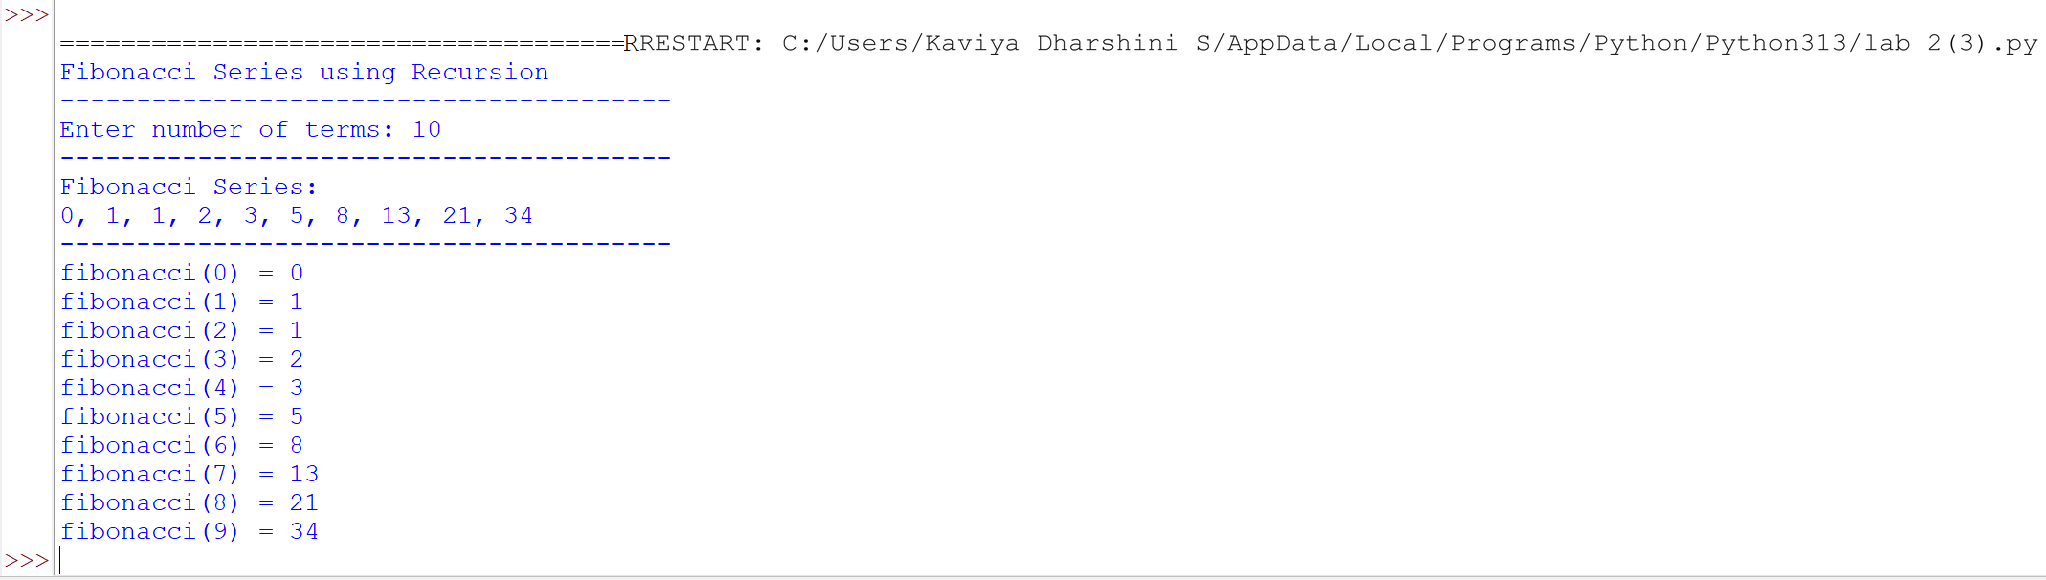 >>>
=====================================RRESTART: C:/Users/Kaviya Dharshini S/AppData/Local/Programs/Python/Python313/lab 2(3).py
Fibonacci Series using Recursion
----------------------------------------
Enter number of terms: 10
----------------------------------------
Fibonacci Series:
0, 1, 1, 2, 3, 5, 8, 13, 21, 34
----------------------------------------
fibonacci(0) = 0
fibonacci(1) = 1
fibonacci(2) = 1
fibonacci(3) = 2
fibonacci(4) = 3
fibonacci(5) = 5
fibonacci(6) = 8
fibonacci(7) = 13
fibonacci(8) = 21
fibonacci(9) = 34
>>>